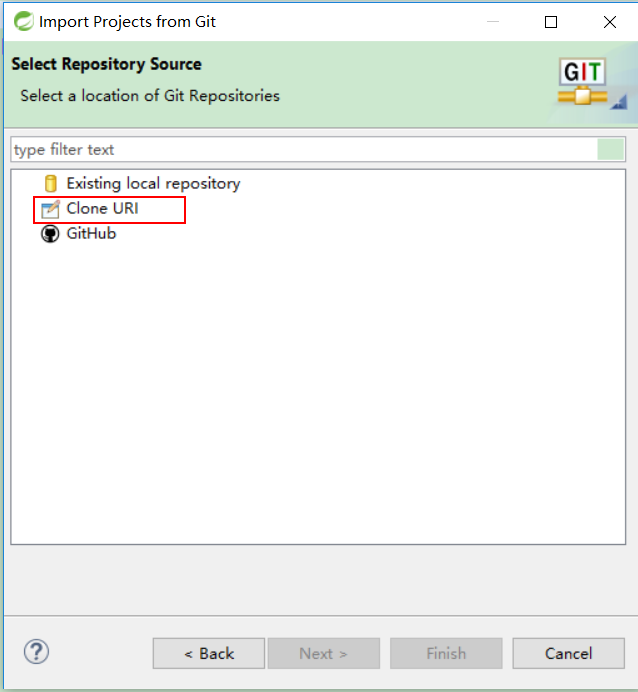 Import Projects from Git
Select Repository Source
Select a location of Git Repositories
GIT
type filter text
Existing local repository
Clone URI
GitHub
?
< Back
Next >
Finish
Cancel